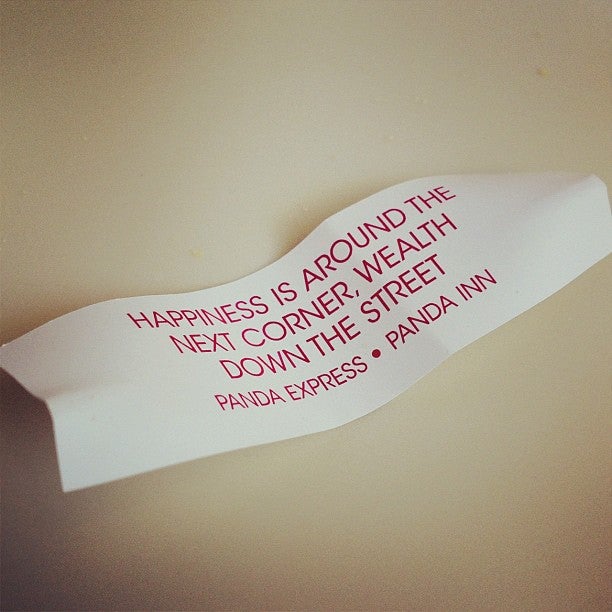 HAPPINESS IS AROUND THE
NEXT CORNER, WEALTH
DOWN THE STREET
PANDA EXPRESS • PANDA INN